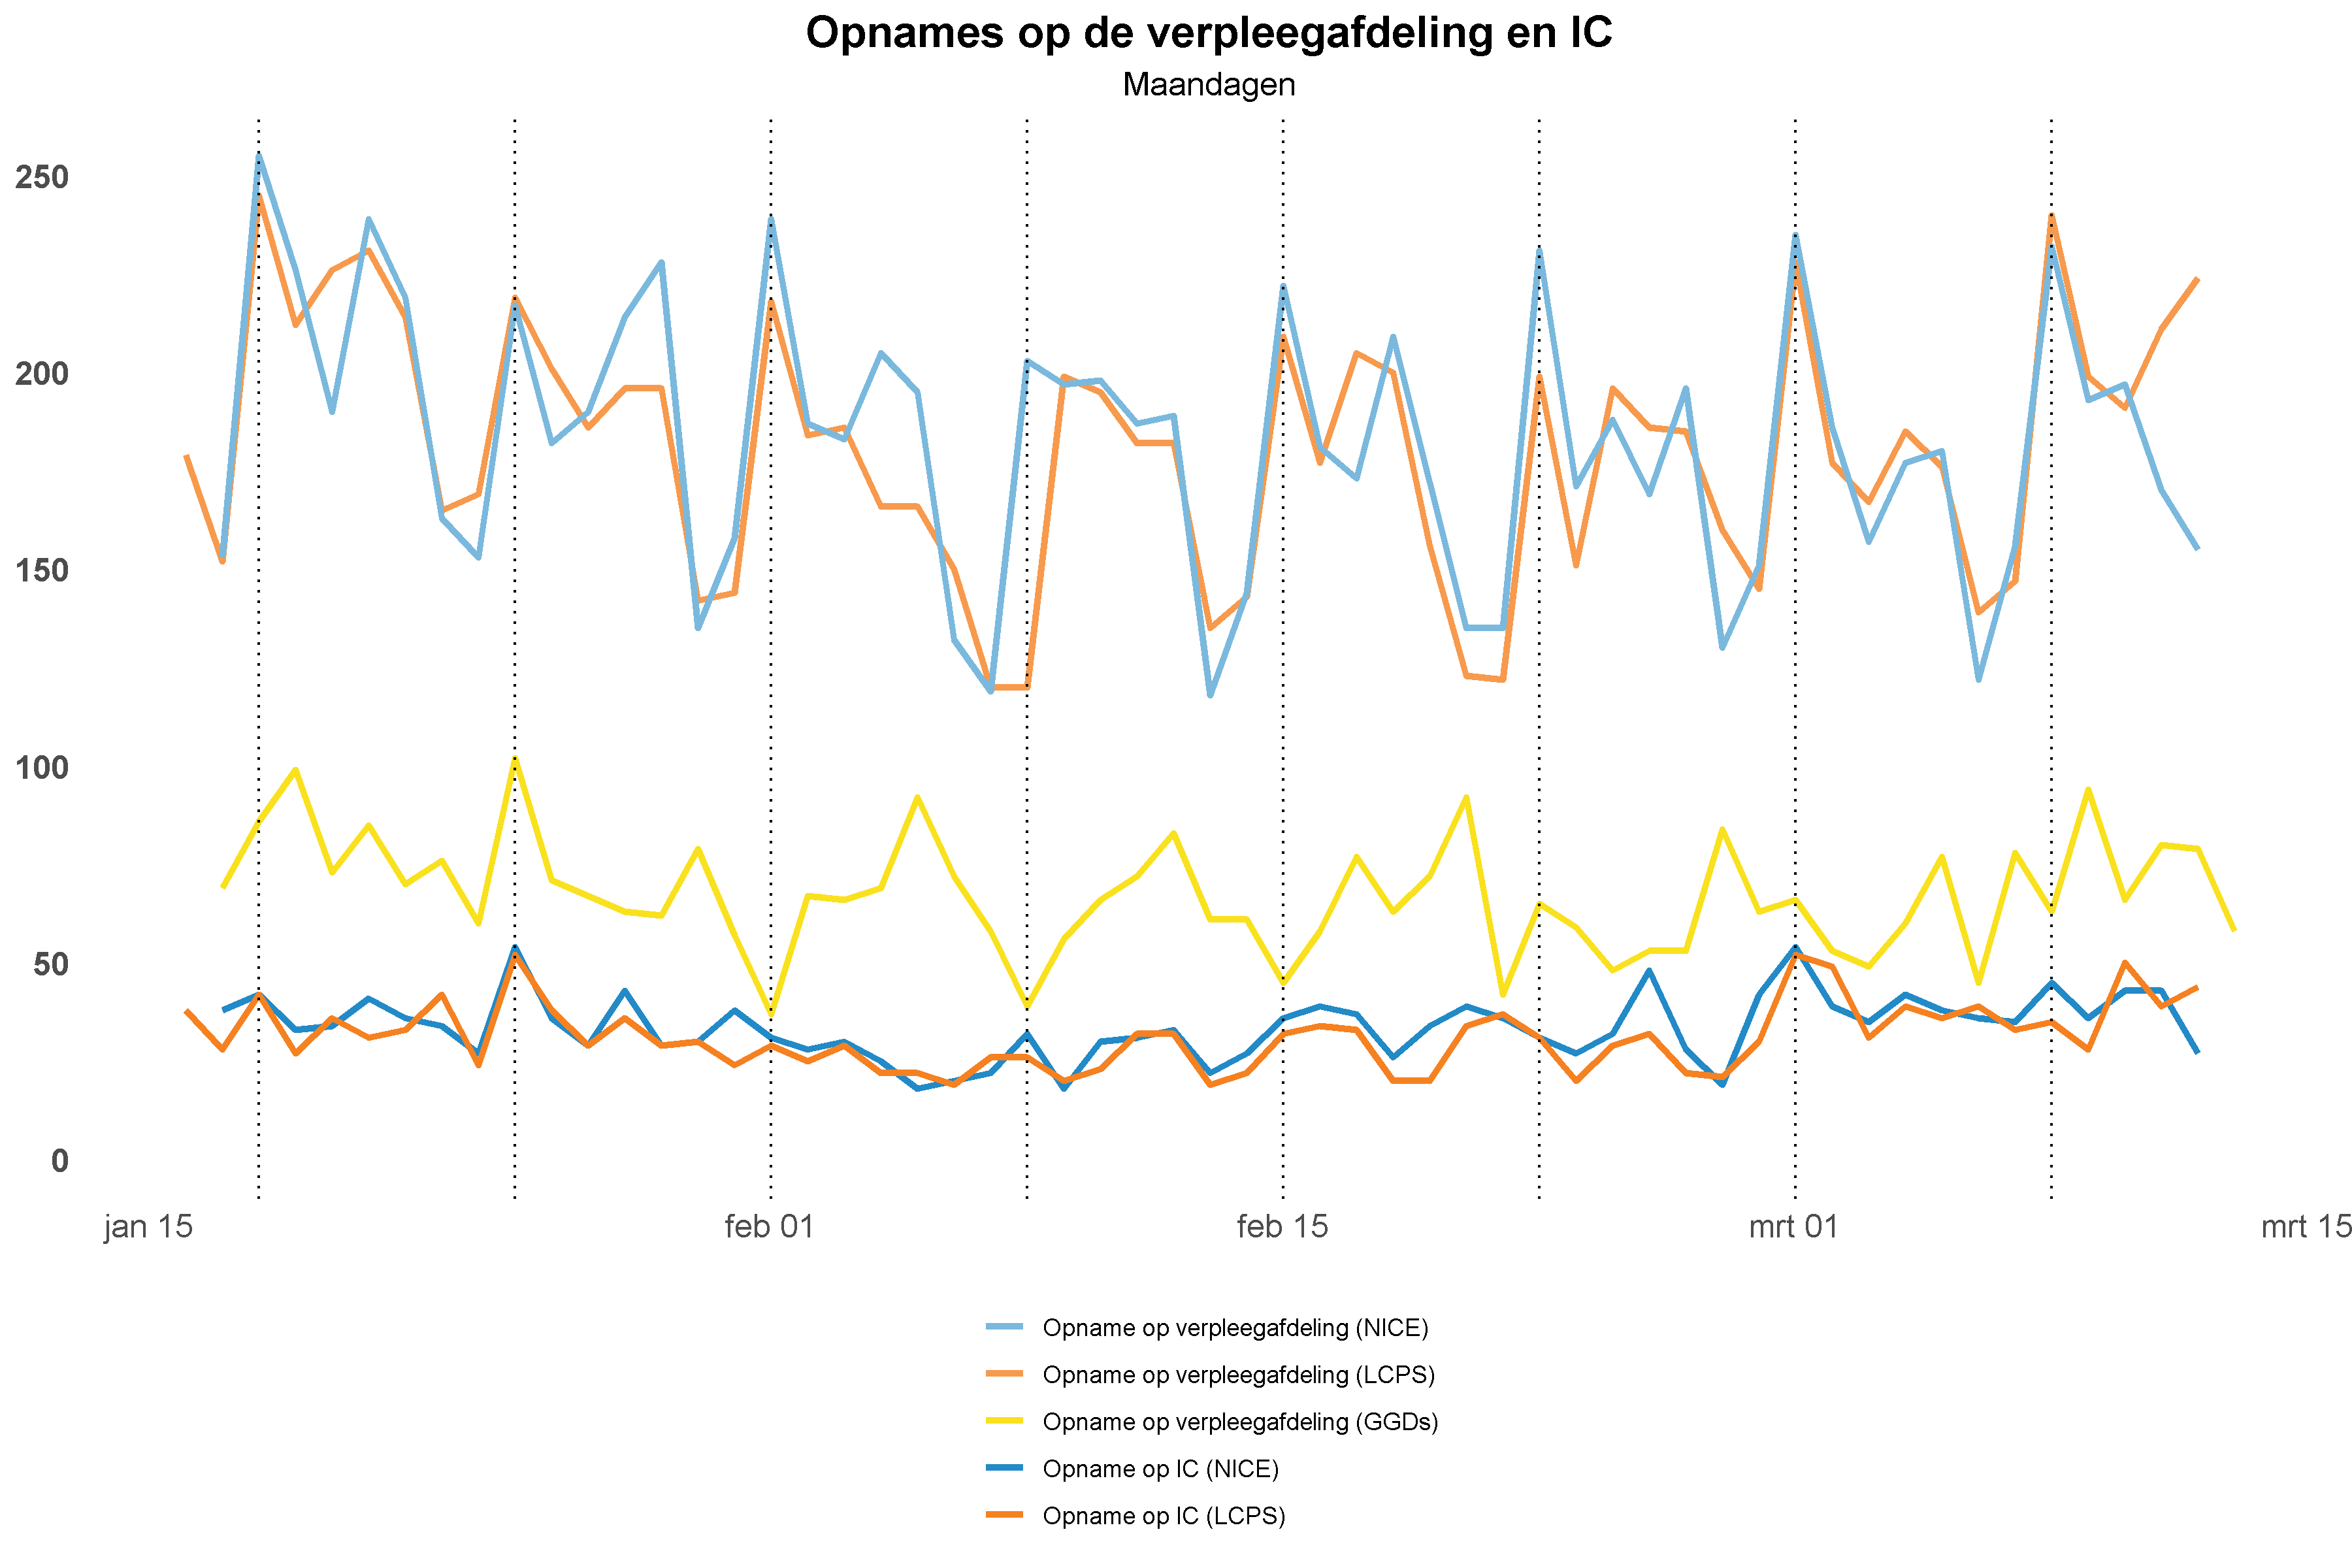 Opnames op de verpleegafdeling en IC
Maandagen
250
200
150
100
50
0
jan 15 feb 01 feb 15 mrt 01 mrt 15
Opname op verpleegafdeling (NICE)
Opname op verpleegafdeling (LCPS)
Opname op verpleegafdeling (GGDs)
Opname op IC (NICE)
Opname op IC (LCPS)